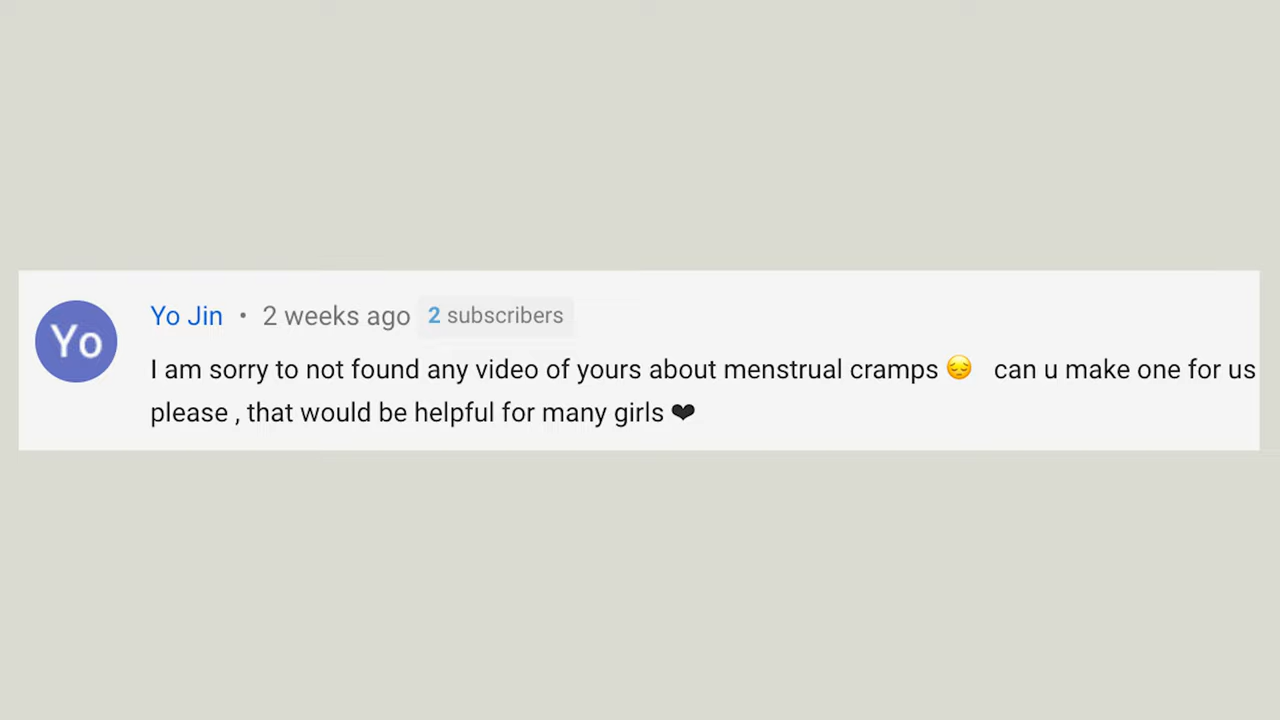 Yo
Yo Jin • 2 weeks ago 2 subscribers
I am sorry to not found any video of yours about menstrual cramps 😔 can u make one for us
please , that would be helpful for many girls ❤